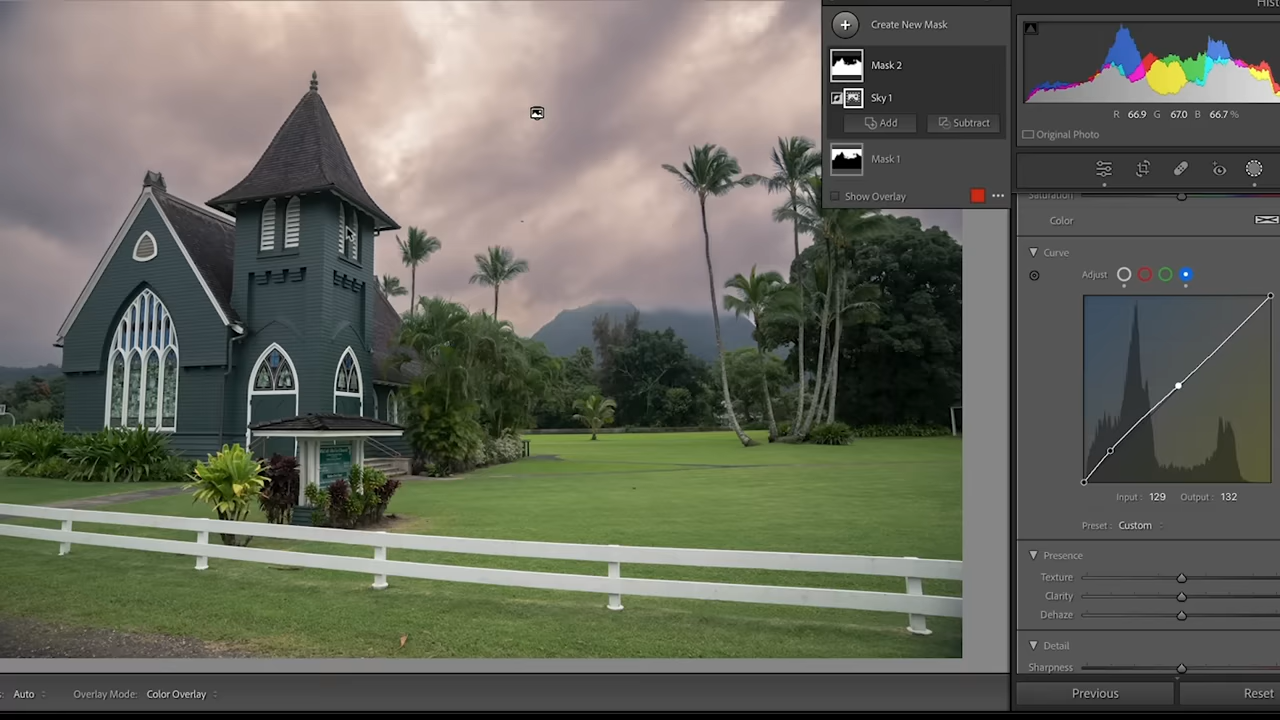 Hist
Create New Mask
Mask 2
Sky 1
Add
Subtract
Mask 1
Show Overlay
R 66.9 G 67.0 B 66.7 %
Original Photo
Saturation
Color
Curve
Adjust
Input : 129 Output : 132
Preset : Custom
Presence
Texture
Clarity
Dehaze
Detail
Sharpness
: Auto
Overlay Mode: Color Overlay
Previous
Reset